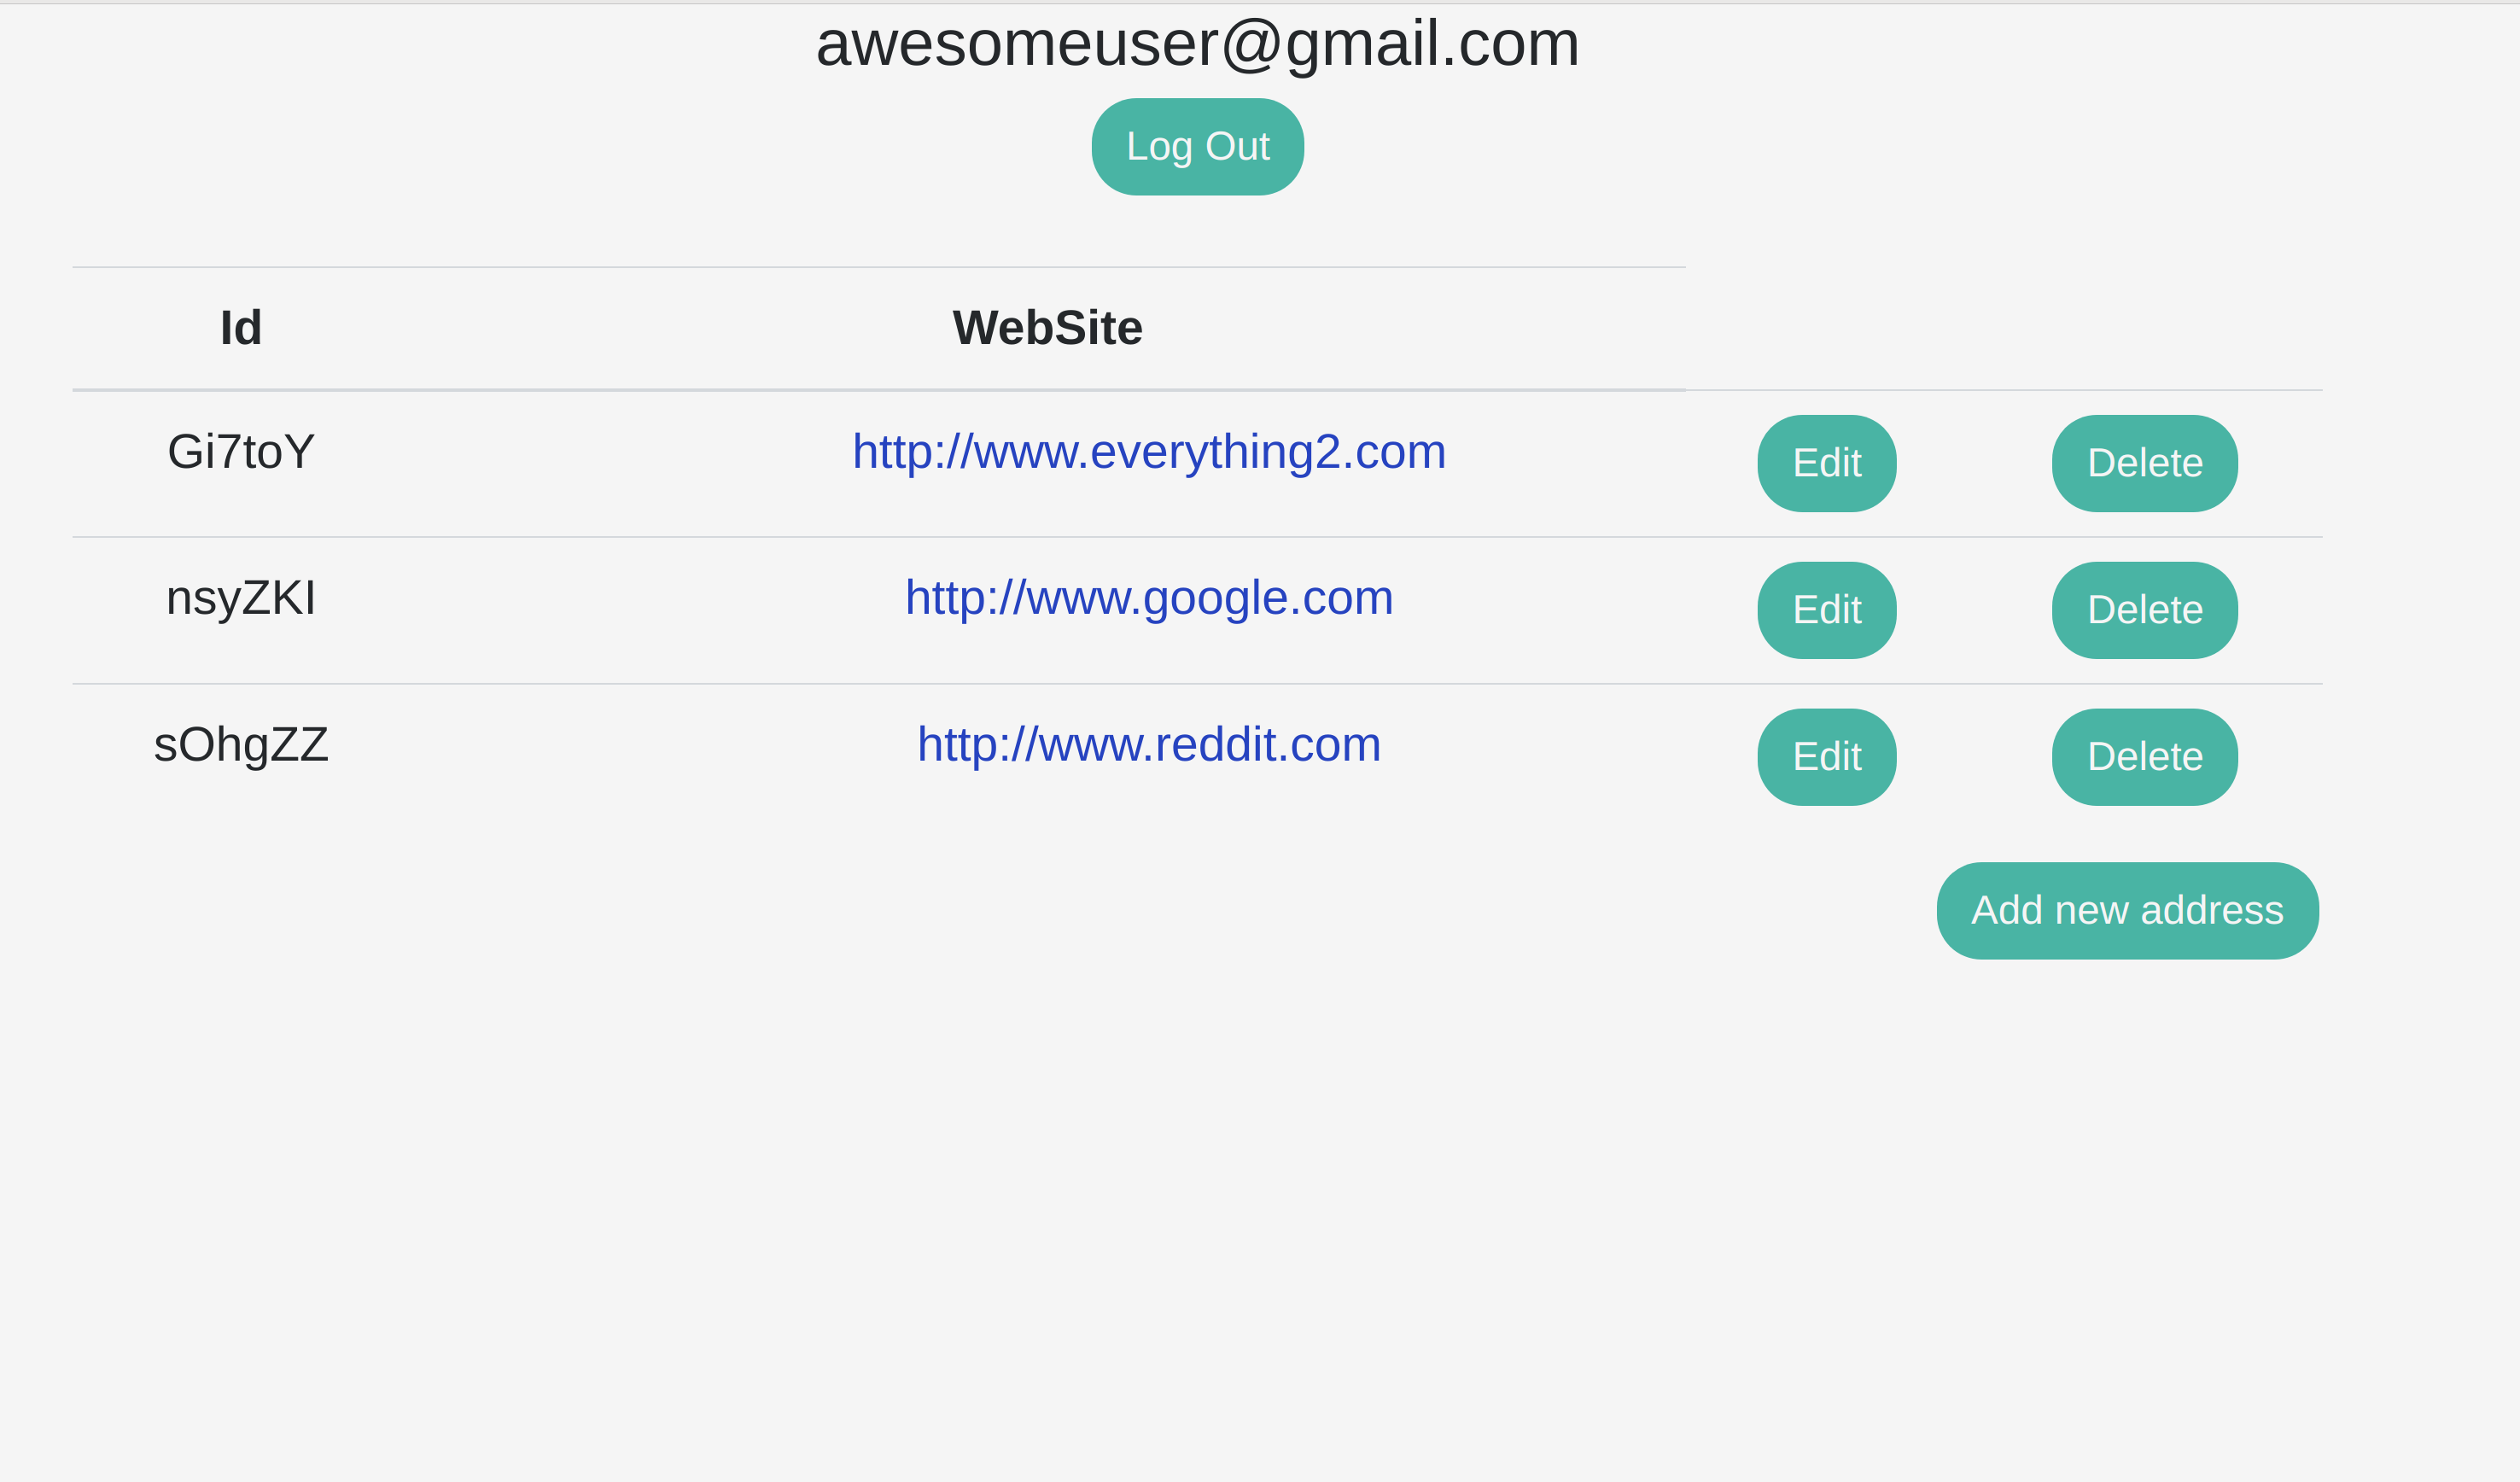 awesomeuser@gmail.com
Log Out
Id WebSite
Gi7toY http://www.everything2.com Edit Delete
nsyZKI http://www.google.com Edit Delete
sOhgZZ http://www.reddit.com Edit Delete
Add new address